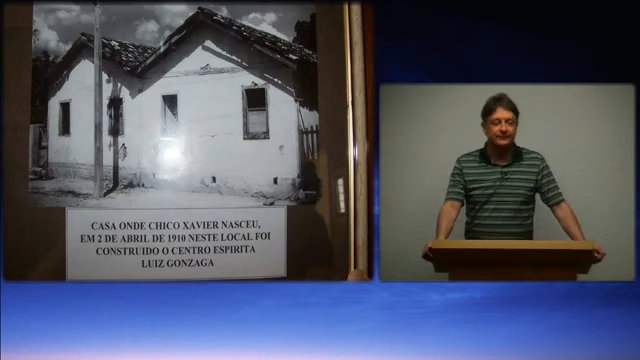 CASA ONDE CHICO XAVIER NASCEU,
EM 2 DE ABRIL DE 1910 NESTE LOCAL FOI
CONSTRUIDO O CENTRO ESPIRITA
LUIZ GONZAGA